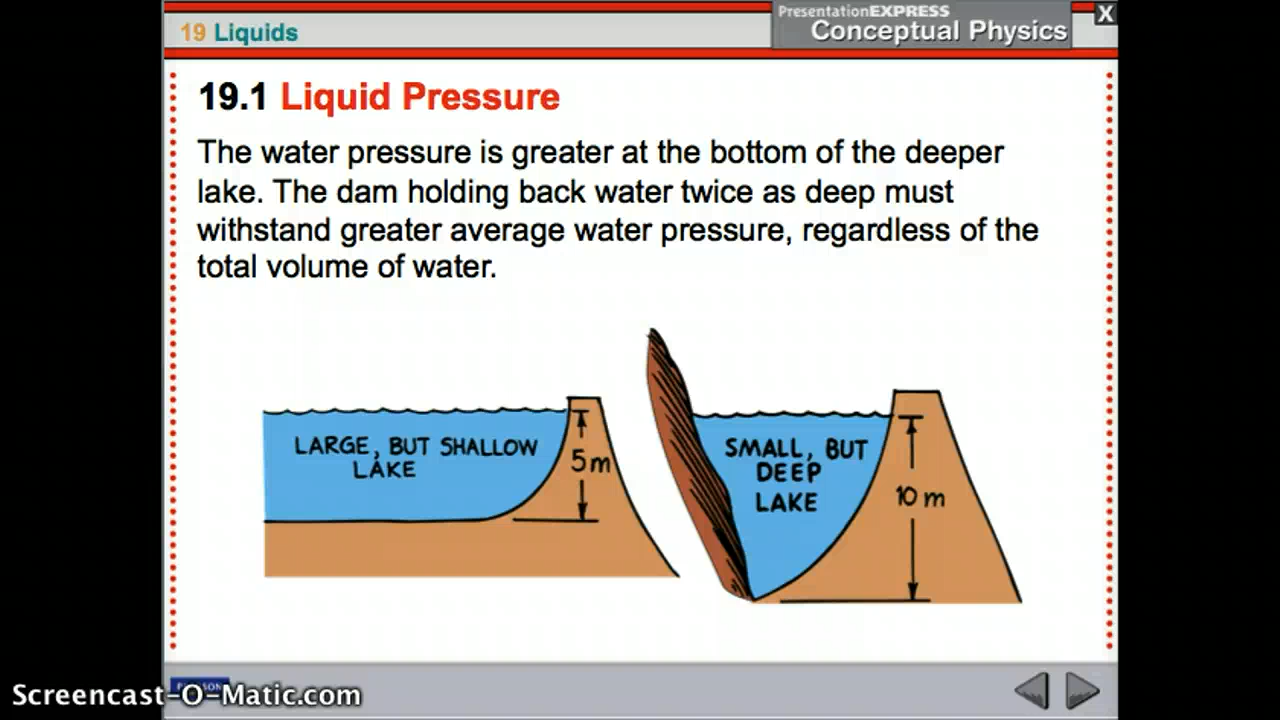 PresentationEXPRESS
X
19 Liquids
Conceptual Physics
19.1 Liquid Pressure
The water pressure is greater at the bottom of the deeper
lake. The dam holding back water twice as deep must
withstand greater average water pressure, regardless of the
total volume of water.
LARGE, BUT SHALLOW
LAKE
5 m
SMALL, BUT
DEEP
LAKE
10 m
Screencast-O-Matic.com